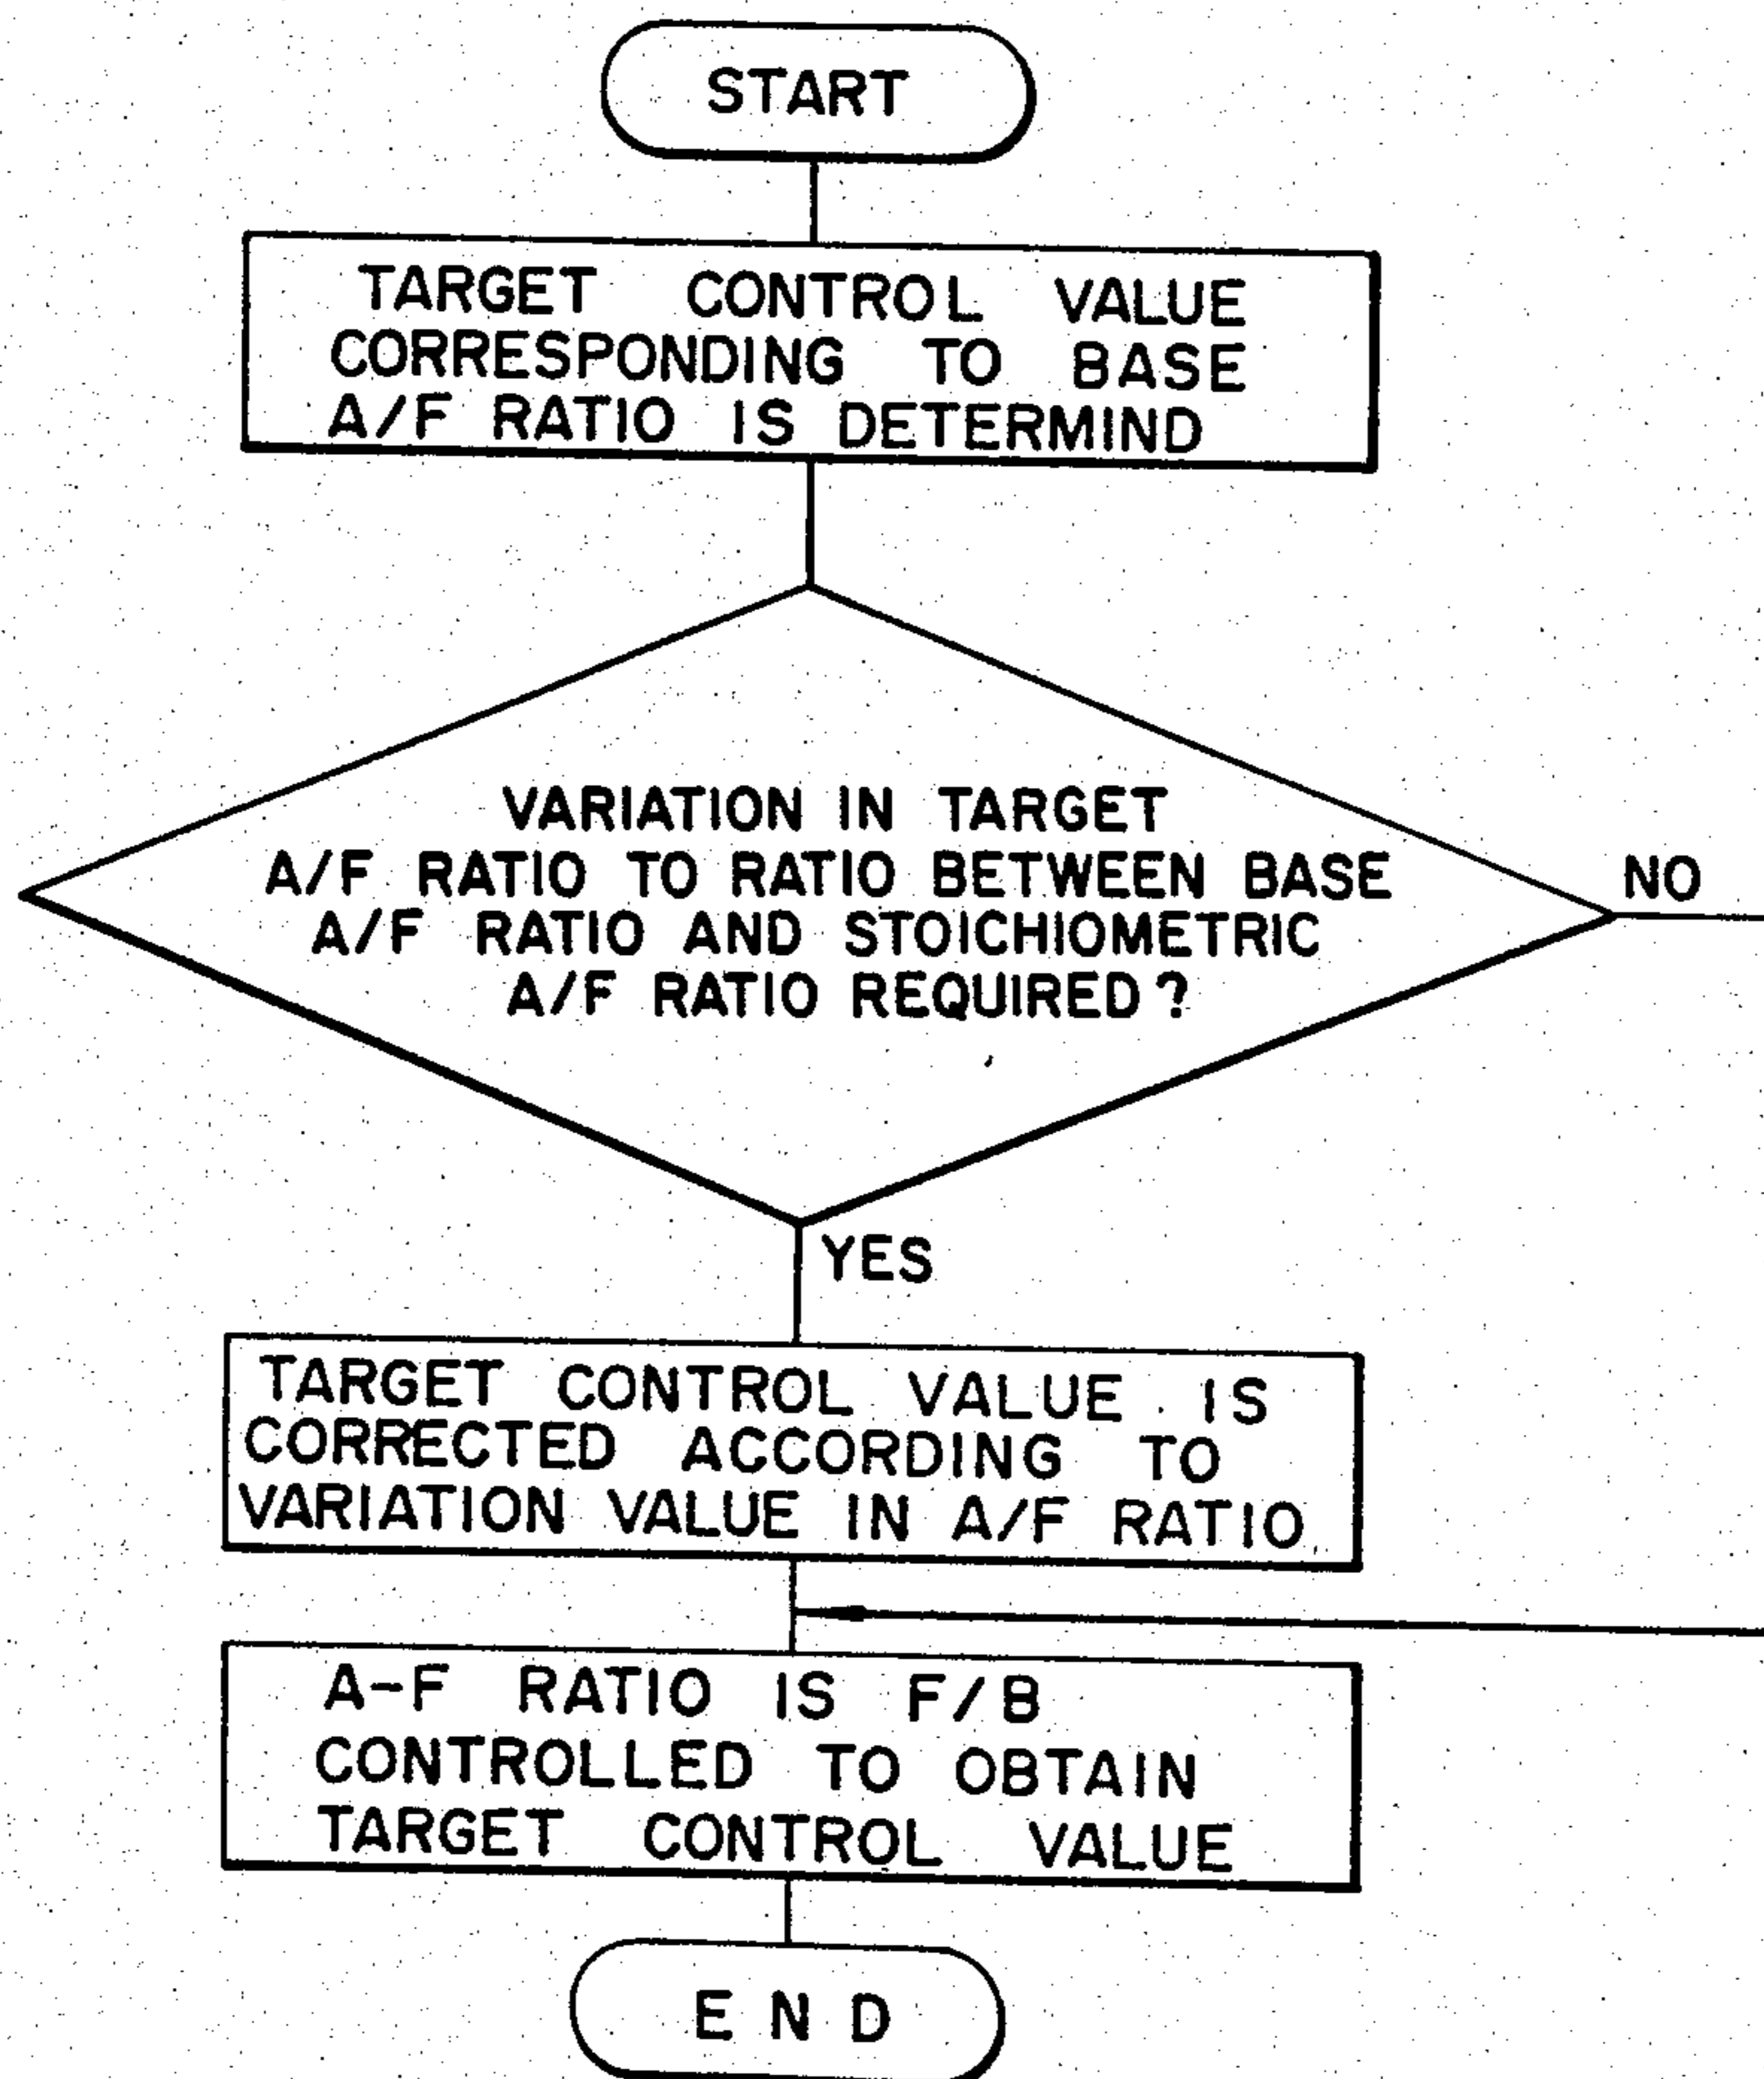 START
TARGET CONTROL VALUE
CORRESPONDING TO BASE
A/F RATIO IS DETERMIND
VARIATION IN TARGET
A/F RATIO TO RATIO BETWEEN BASE
A/F RATIO AND STOICHIOMETRIC
A/F RATIO REQUIRED?
NO
YES
TARGET CONTROL VALUE IS
CORRECTED ACCORDING TO
VARIATION VALUE IN A/F RATIO
A-F RATIO IS F/B
CONTROLLED TO OBTAIN
TARGET CONTROL VALUE
END